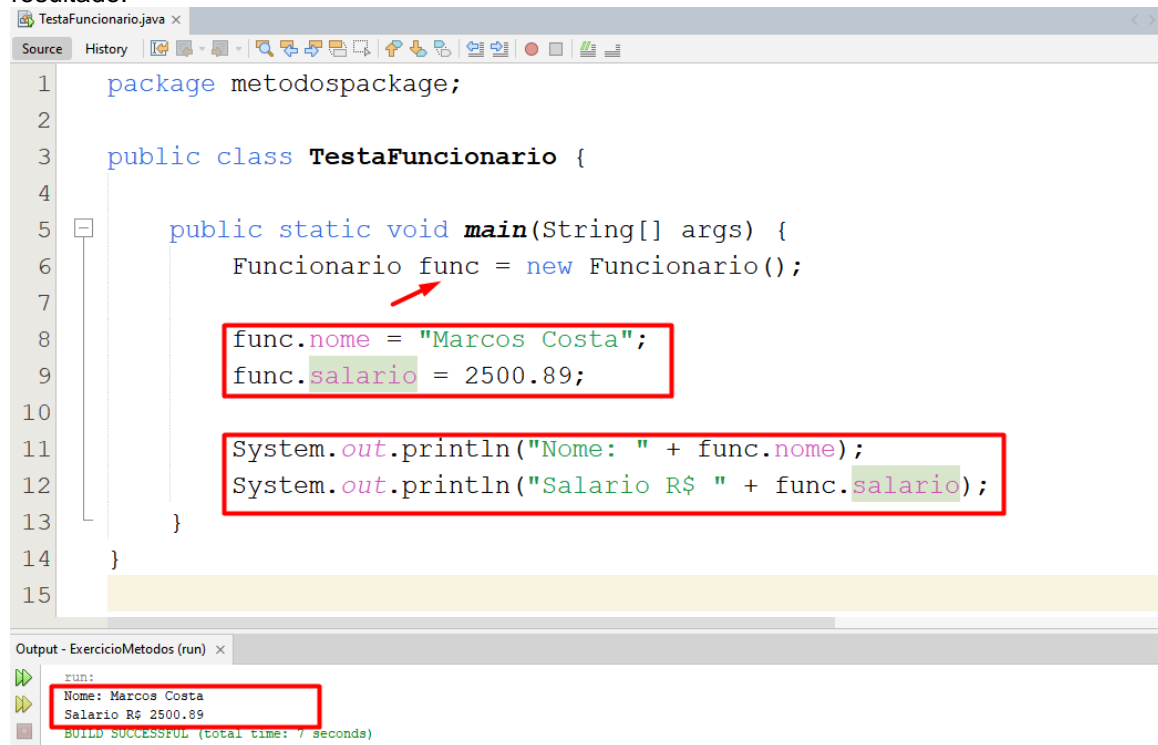 resultado.
TestaFuncionario.java ×
Source History
1 package metodospackage;
2
3 public class TestaFuncionario {
4
5 public static void main(String[] args) {
6 Funcionario func = new Funcionario();
7
8 func.nome = "Marcos Costa";
9 func.salario = 2500.89;
10
11 System.out.println("Nome: " + func.nome);
12 System.out.println("Salario R$ " + func.salario);
13 }
14 }
15
Output - ExercicioMetodos (run) ×
run:
Nome: Marcos Costa
Salario R$ 2500.89
BUILD SUCCESSFUL (total time: 7 seconds)